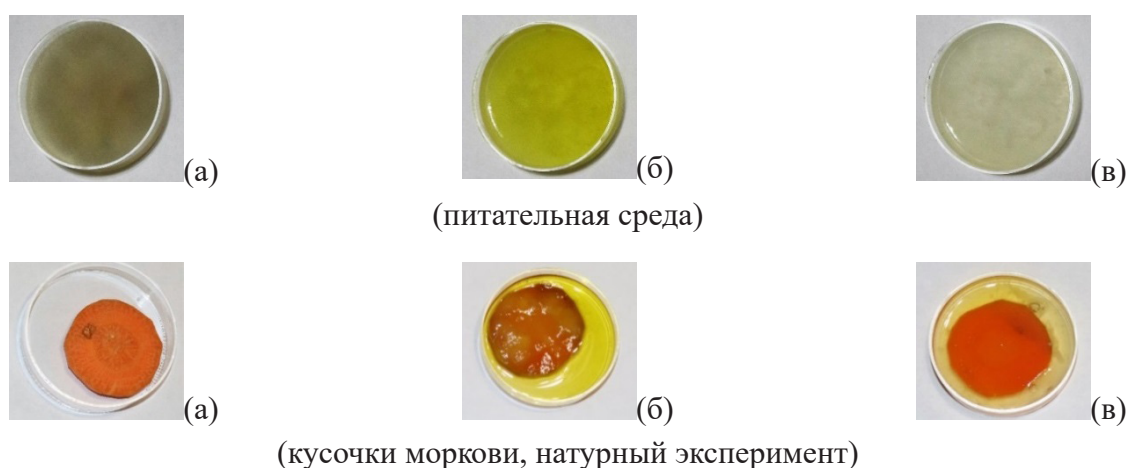 (а) (б) (в)
(питательная среда)
(а) (б) (в)
(кусочки моркови, натурный эксперимент)